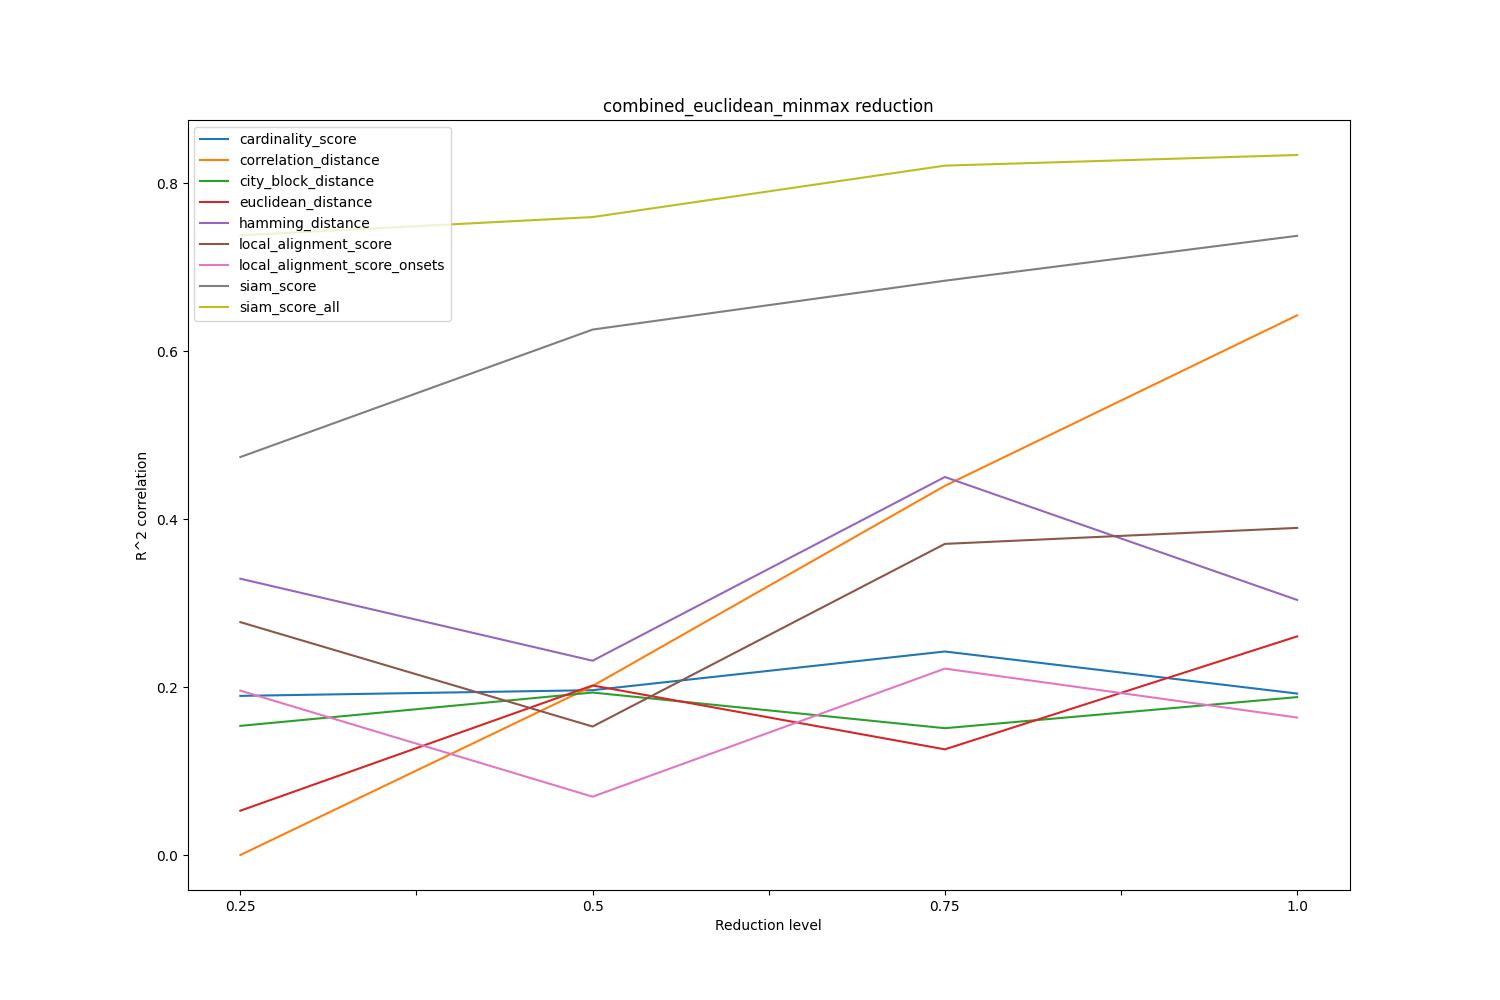 combined_euclidean_minmax reduction
cardinality_score
correlation_distance
city_block_distance
euclidean_distance
hamming_distance
local_alignment_score
local_alignment_score_onsets
siam_score
siam_score_all
0.8
0.6
0.4
0.2
0.0
R^2 correlation
0.25 0.5 0.75 1.0
Reduction level